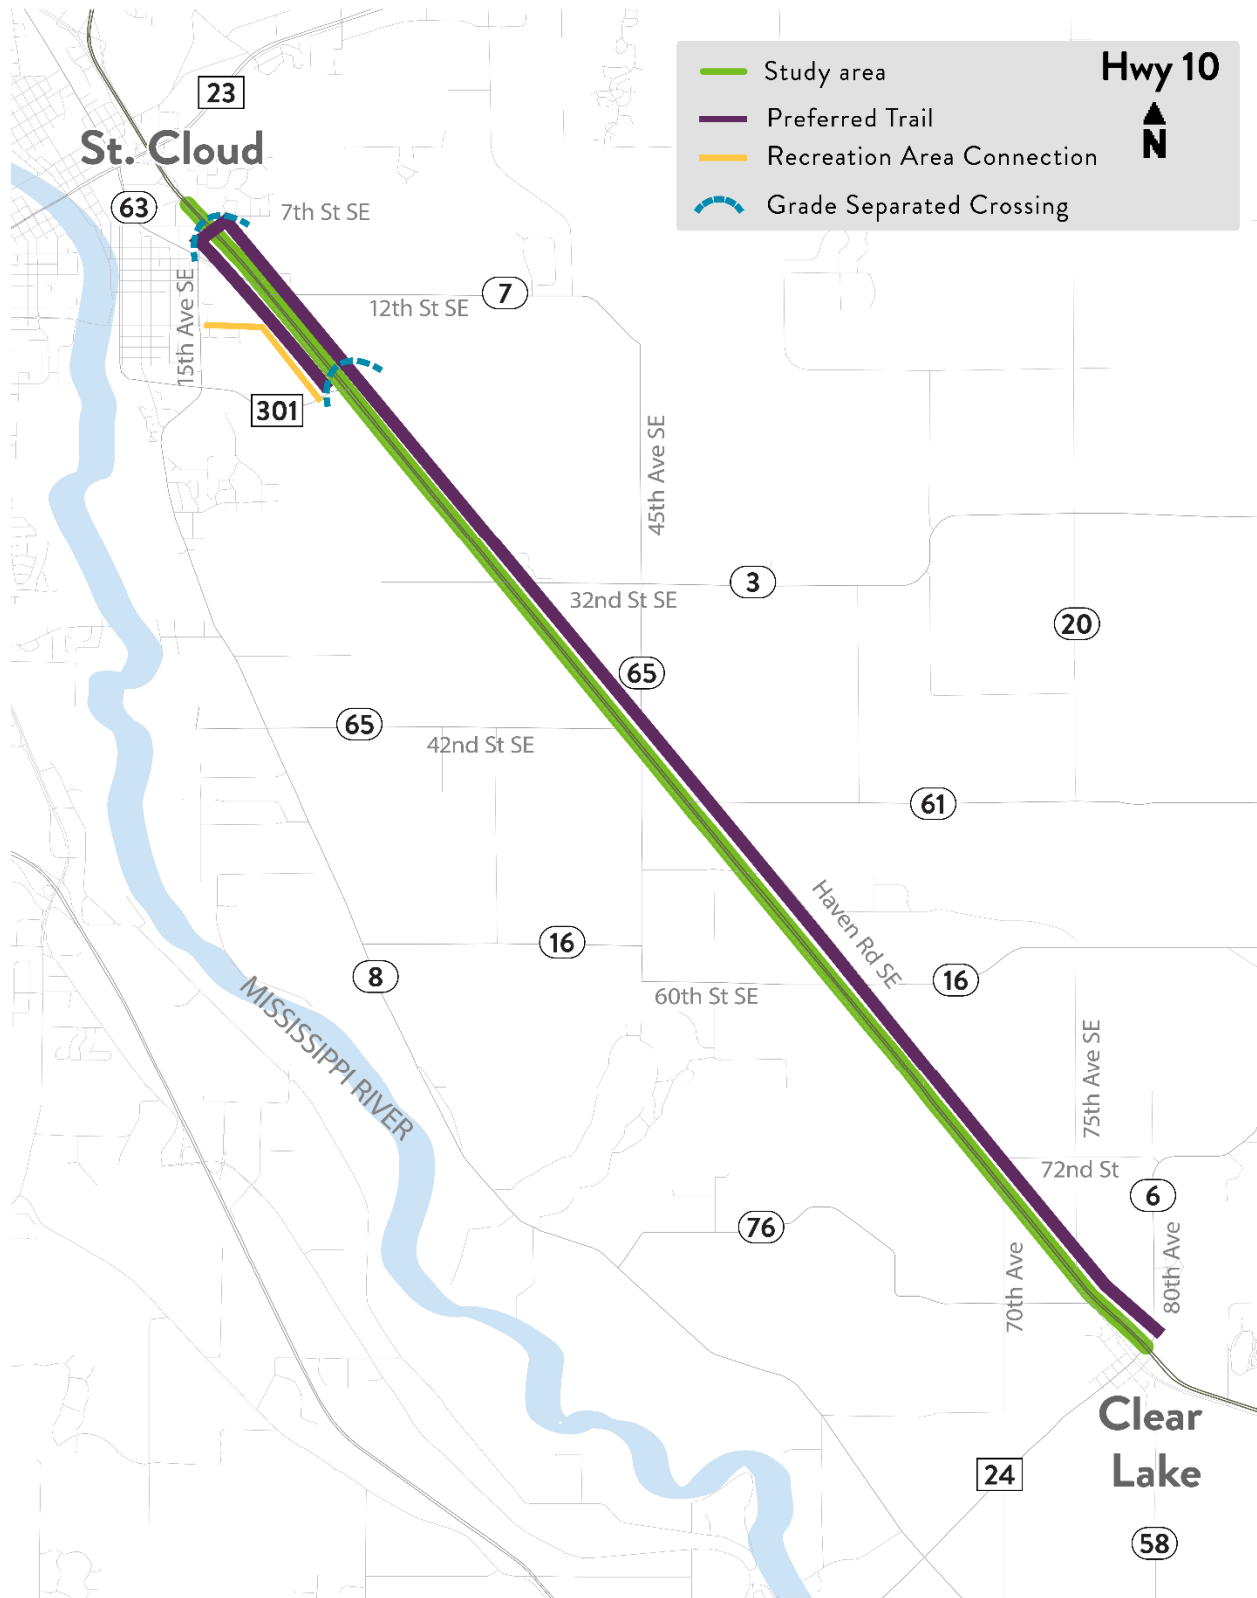 Hwy 10
N
Study area
Preferred Trail
Recreation Area Connection
Grade Separated Crossing
23
St. Cloud
63
7th St SE
7
12th St SE
15th Ave SE
301
45th Ave SE
3
32nd St SE
20
65
65
42nd St SE
61
Haven Rd SE
16
8
16
60th St SE
MISSISSIPPI RIVER
75th Ave SE
72nd St
6
76
80th Ave
70th Ave
Clear
Lake
24
58